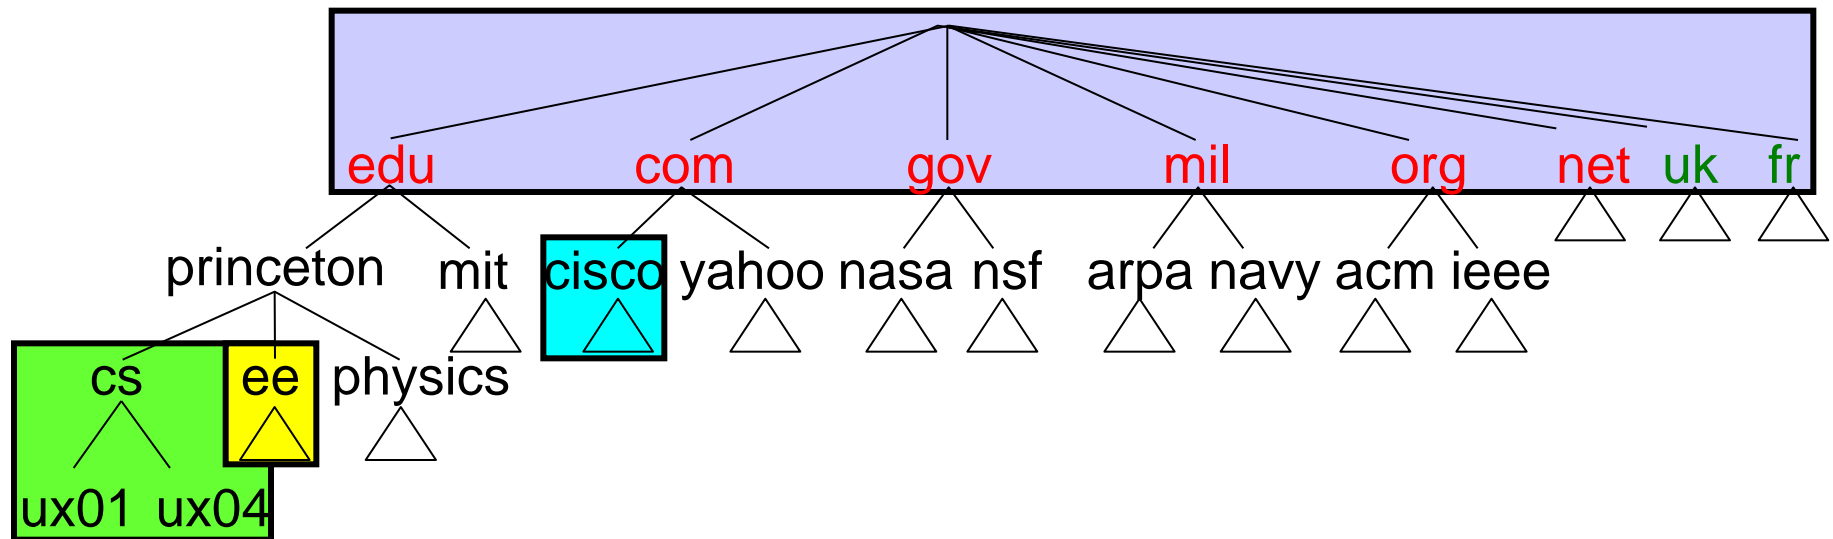 edu com gov mil org net uk fr
princeton mit cisco yahoo nasa nsf arpa navy acm ieee
cs ee physics
ux01 ux04